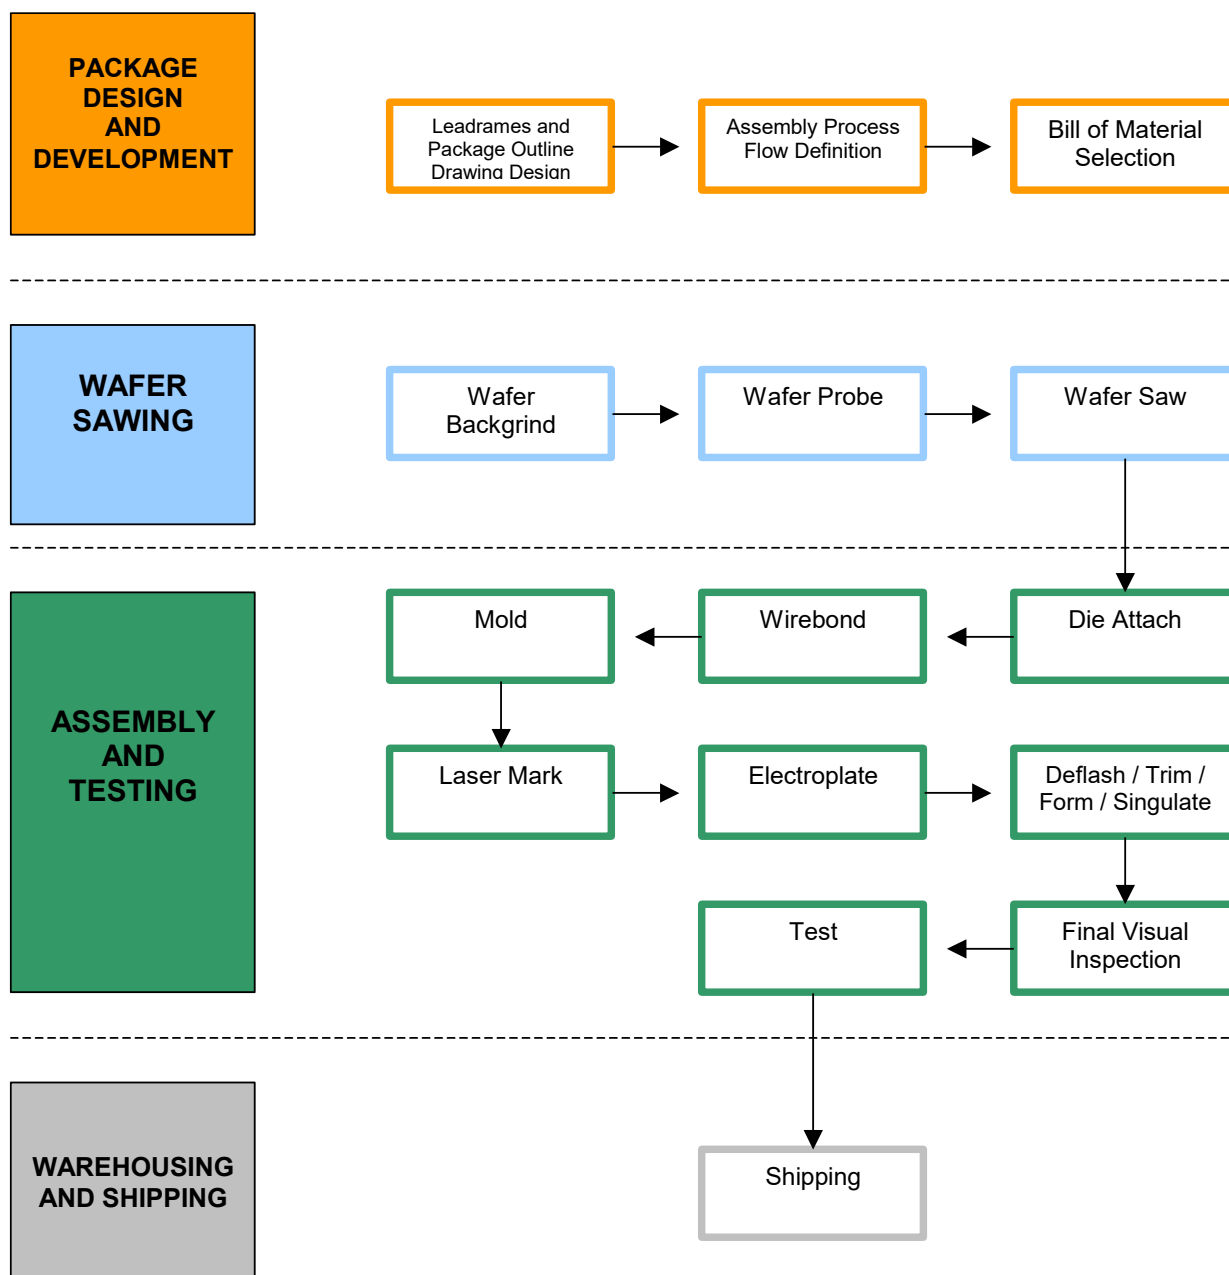 PACKAGE
DESIGN
AND
DEVELOPMENT
Leadrames and
Package Outline
Drawing Design
Assembly Process
Flow Definition
Bill of Material
Selection
WAFER
SAWING
Wafer
Backgrind
Wafer Probe
Wafer Saw
ASSEMBLY
AND
TESTING
Mold
Wirebond
Die Attach
Laser Mark
Electroplate
Deflash / Trim /
Form / Singulate
Test
Final Visual
Inspection
WAREHOUSING
AND SHIPPING
Shipping